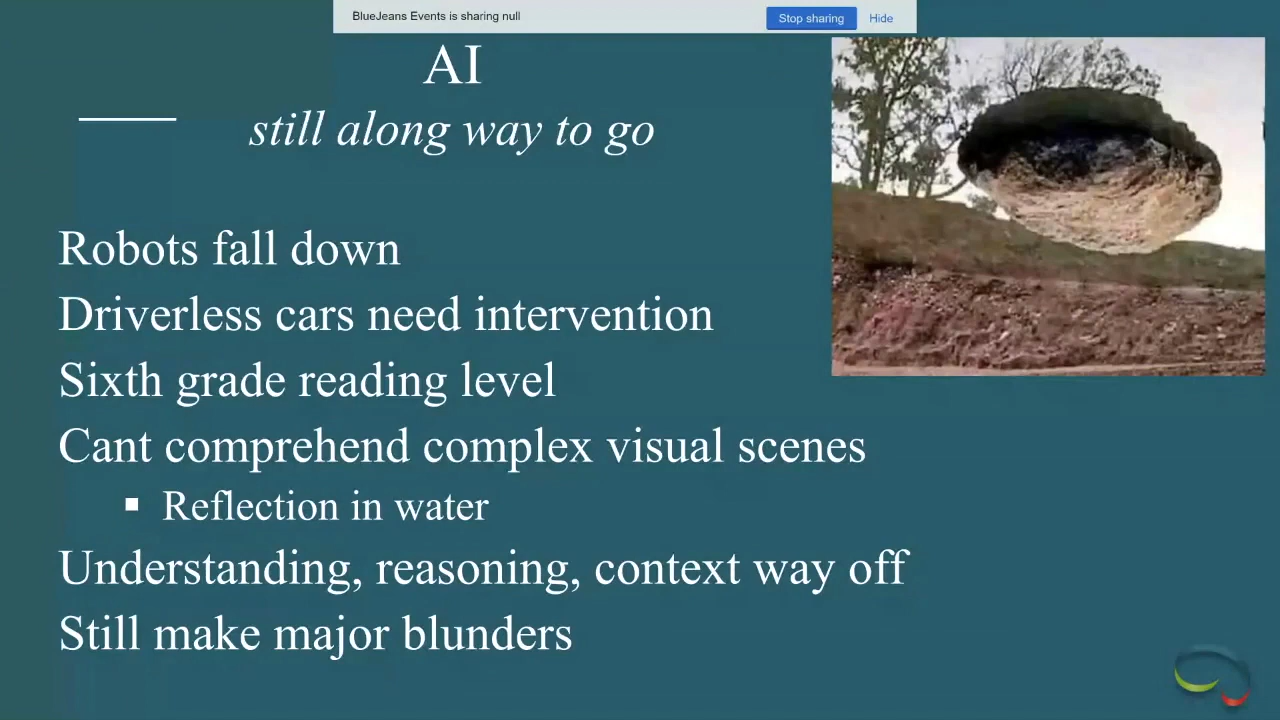 BlueJeans Events is sharing null
Stop sharing
Hide
AI
still along way to go
Robots fall down
Driverless cars need intervention
Sixth grade reading level
Cant comprehend complex visual scenes
▪ Reflection in water
Understanding, reasoning, context way off
Still make major blunders